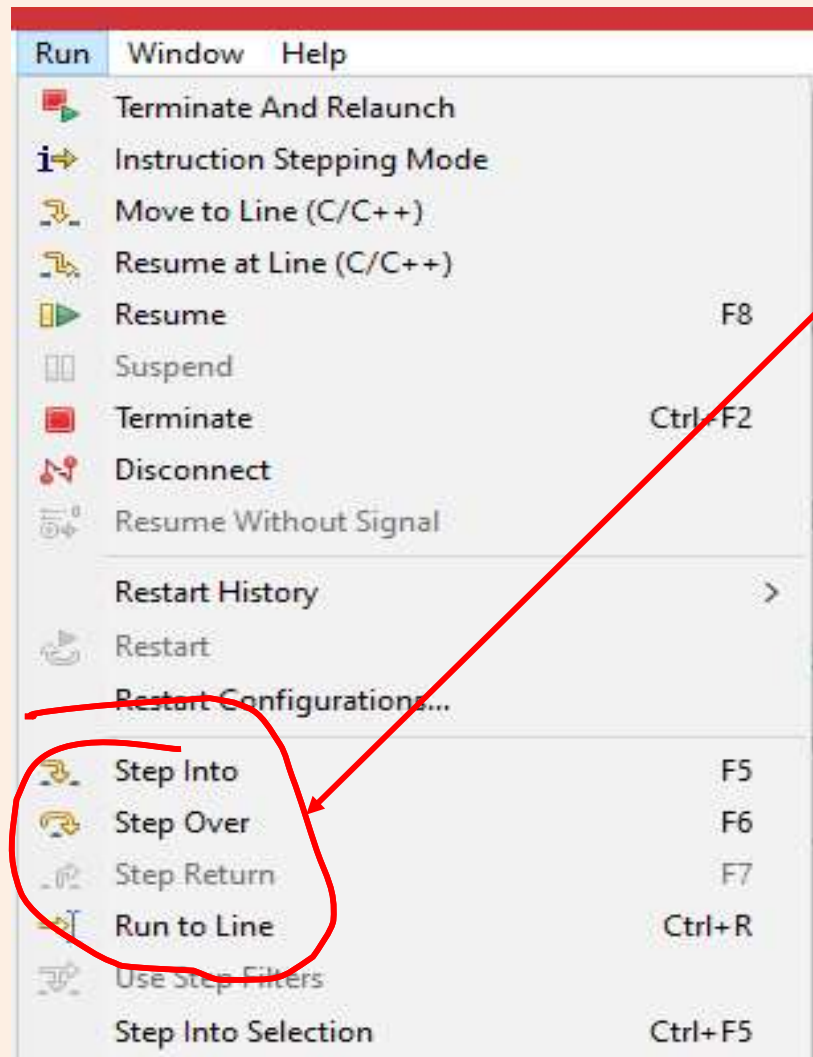 Run Window Help
Terminate And Relaunch
Instruction Stepping Mode
Move to Line (C/C++)
Resume at Line (C/C++)
Resume F8
Suspend
Terminate Ctrl+F2
Disconnect
Resume Without Signal
Restart History >
Restart
Restart Configurations...
Step Into F5
Step Over F6
Step Return F7
Run to Line Ctrl+R
Use Step Filters
Step Into Selection Ctrl+F5